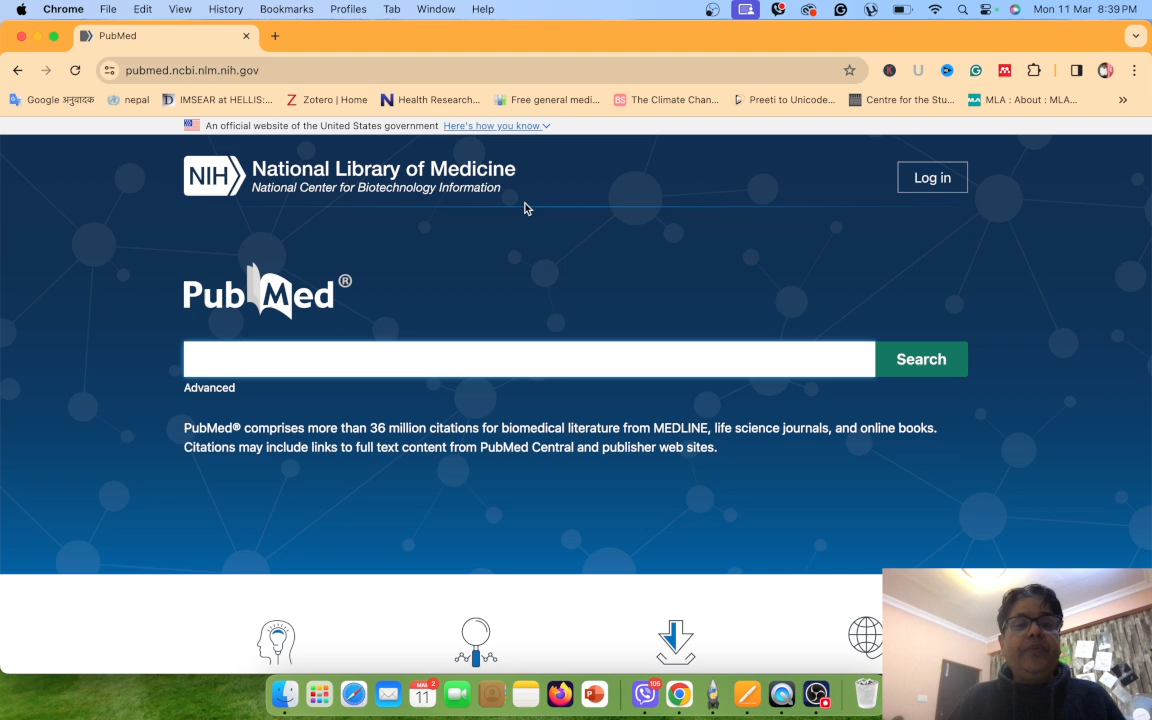 Chrome File Edit View History Bookmarks Profiles Tab Window Help Mon 11 Mar 8:39 PM
PubMed
pubmed.ncbi.nlm.nih.gov
Google अनुवादक nepal IMSEAR at HELLIS:... Zotero | Home Health Research... Free general medi... BS The Climate Chan... Preeti to Unicode... Centre for the Stu... MLA : About : MLA...
An official website of the United States government Here's how you know
NIH National Library of Medicine
National Center for Biotechnology Information
Log in
PubMed®
Search
Advanced
PubMed® comprises more than 36 million citations for biomedical literature from MEDLINE, life science journals, and online books.
Citations may include links to full text content from PubMed Central and publisher web sites.
11
105